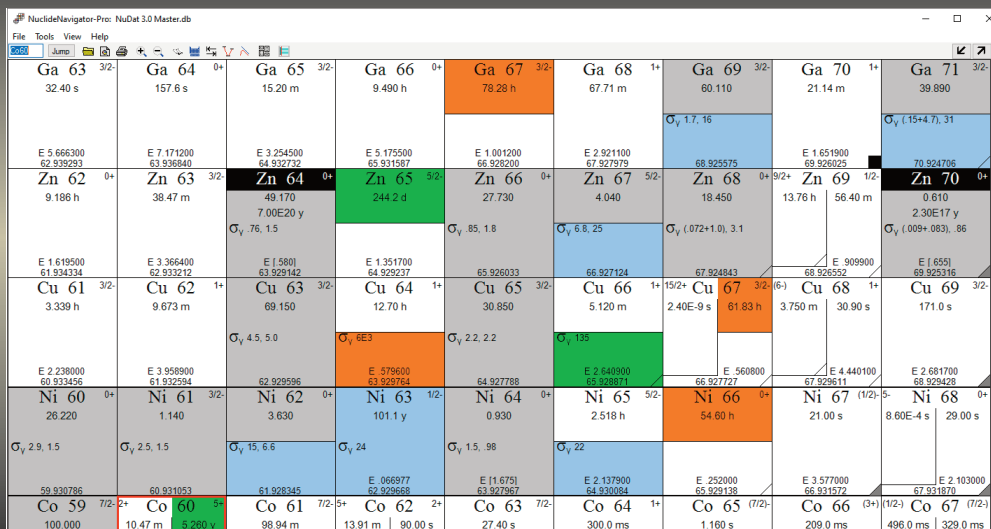 NuclideNavigator-Pro: NuDat 3.0 Master.db
File Tools View Help
Co60 Jump
Ga 63 3/2- Ga 64 0+ Ga 65 3/2- Ga 66 0+ Ga 67 3/2- Ga 68 1+ Ga 69 3/2- Ga 70 1+ Ga 71 3/2-
32.40 s 157.6 s 15.20 m 9.490 h 78.28 h 67.71 m 60.110 21.14 m 39.890
σγ 1.7, 16 σγ (.15+4.7), 31
E 5.666300 E 7.171200 E 3.254500 E 5.175500 E 1.001200 E 2.921100 E 1.651900
62.939293 63.936840 64.932732 65.931587 66.928200 67.927979 68.925575 69.926025 70.924706
Zn 62 0+ Zn 63 3/2- Zn 64 0+ Zn 65 5/2- Zn 66 0+ Zn 67 5/2- Zn 68 0+ 9/2+ Zn 69 1/2- Zn 70 0+
9.186 h 38.47 m 49.170 244.2 d 27.730 4.040 18.450 13.76 h 56.40 m 0.610
7.00E20 y 2.30E17 y
σγ .76, 1.5 σγ .85, 1.8 σγ 6.8, 25 σγ (.072+1.0), 3.1 σγ (.009+.083), .86
E 1.619500 E 3.366400 E [.580] E 1.351700 E .909900 E [.655]
61.934334 62.933212 63.929142 64.929237 65.926033 66.927124 67.924843 68.926552 69.925316
Cu 61 3/2- Cu 62 1+ Cu 63 3/2- Cu 64 1+ Cu 65 3/2- Cu 66 1+ 15/2+ Cu 67 3/2- (6-) Cu 68 1+ Cu 69 3/2-
3.339 h 9.673 m 69.150 12.70 h 30.850 5.120 m 2.40E-9 s 61.83 h 3.750 m 30.90 s 171.0 s
σγ 4.5, 5.0 σγ 6E3 σγ 2.2, 2.2 σγ 135
E 2.238000 E 3.958900 E .579600 E 2.640900 E .560800 E 4.440100 E 2.681700
60.933456 61.932594 62.929596 63.929764 64.927788 65.928871 66.927727 67.929611 68.929428
Ni 60 0+ Ni 61 3/2- Ni 62 0+ Ni 63 1/2- Ni 64 0+ Ni 65 5/2- Ni 66 0+ Ni 67 (1/2)- 5- Ni 68 0+
26.220 1.140 3.630 101.1 y 0.930 2.518 h 54.60 h 21.00 s 8.60E-4 s 29.00 s
σγ 2.9, 1.5 σγ 2.5, 1.5 σγ 15, 6.6 σγ 24 σγ 1.5, .98 σγ 22
E .066977 E [1.675] E 2.137900 E .252000 E 3.577000 E 2.103000
59.930786 60.931053 61.928345 62.929668 63.927967 64.930084 65.929138 66.931572 67.931870
Co 59 7/2- 2+ Co 60 5+ Co 61 7/2- 5+ Co 62 2+ Co 63 7/2- Co 64 1+ Co 65 (7/2)- Co 66 (3+) (1/2-) Co 67 (7/2-)
100.000 10.47 m 5.260 y 98.94 m 13.91 m 90.00 s 27.40 s 300.0 ms 1.160 s 209.0 ms 496.0 ms 329.0 ms